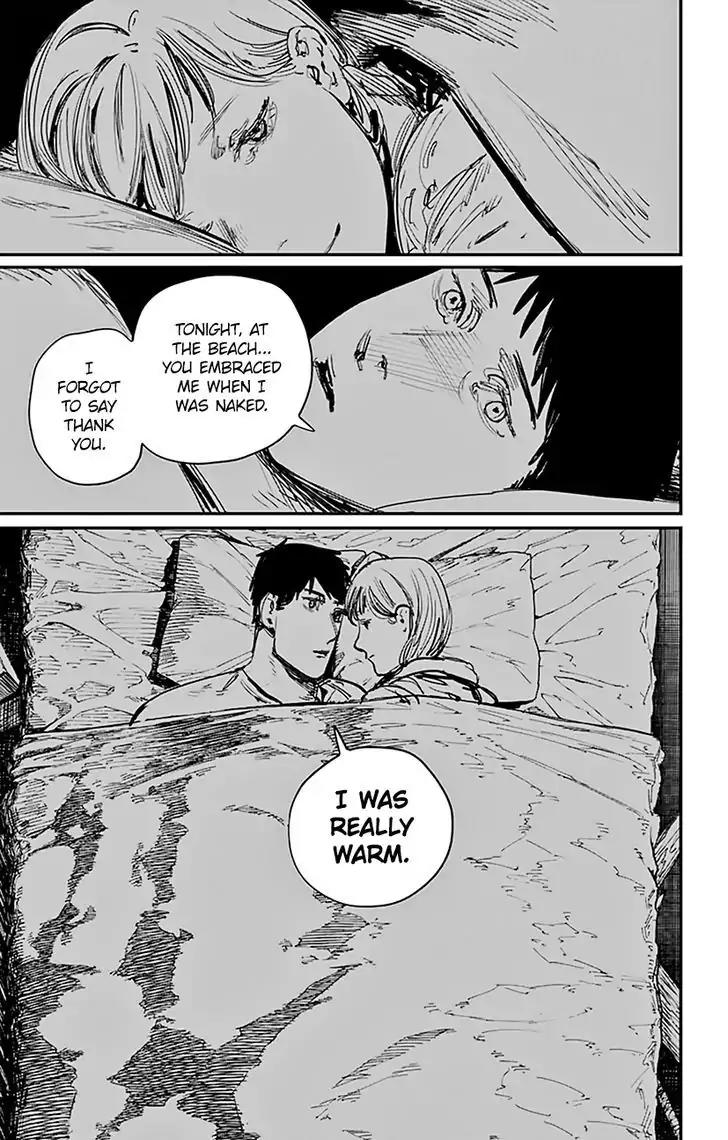 TONIGHT, AT
THE BEACH...
YOU EMBRACED
ME WHEN I
WAS NAKED.
I
FORGOT
TO SAY
THANK
YOU.
I WAS
REALLY
WARM.